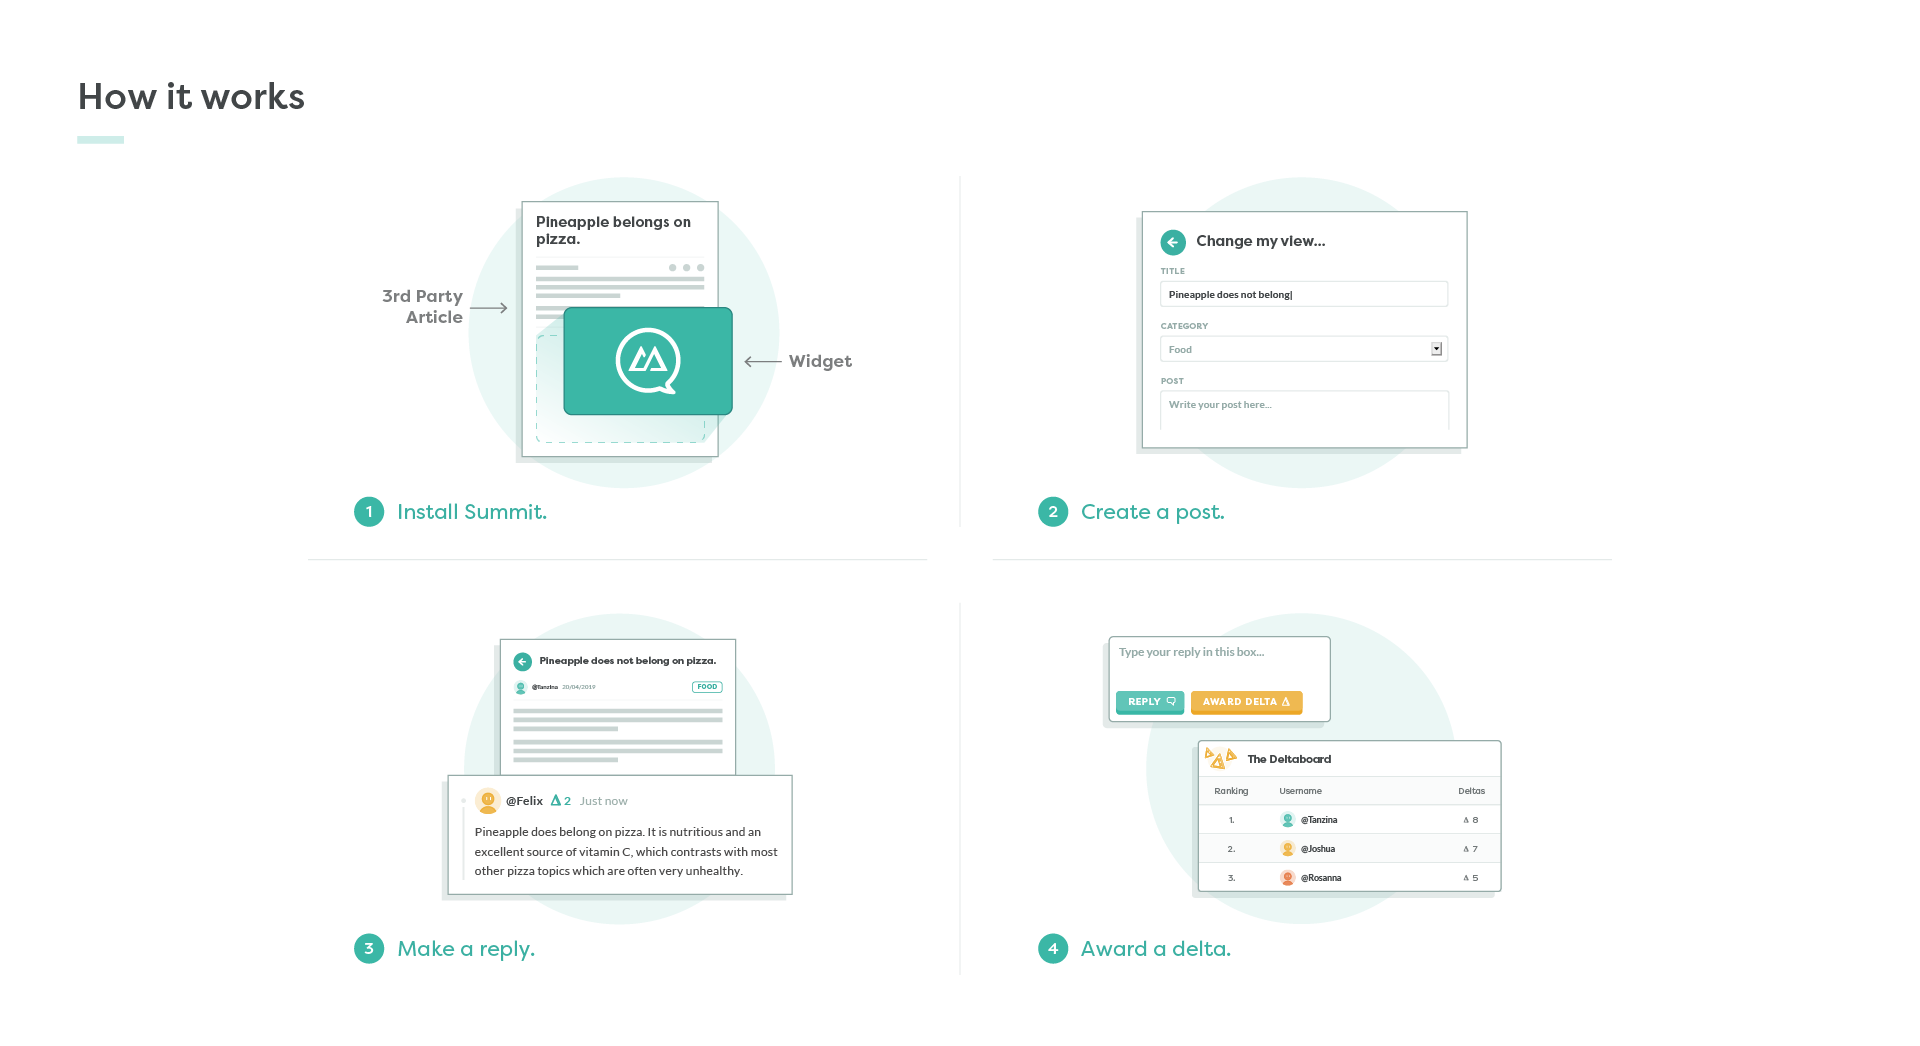 How it works
Pineapple belongs on
pizza.
3rd Party
Article
Widget
1 Install Summit.
Change my view...
TITLE
Pineapple does not belong|
CATEGORY
Food
POST
Write your post here...
2 Create a post.
Pineapple does not belong on pizza.
@Tanzina 20/04/2019 FOOD
@Felix 2 Just now
Pineapple does belong on pizza. It is nutritious and an
excellent source of vitamin C, which contrasts with most
other pizza topics which are often very unhealthy.
3 Make a reply.
Type your reply in this box...
REPLY AWARD DELTA
The Deltaboard
Ranking Username Deltas
1. @Tanzina 8
2. @Joshua 7
3. @Rosanna 5
4 Award a delta.